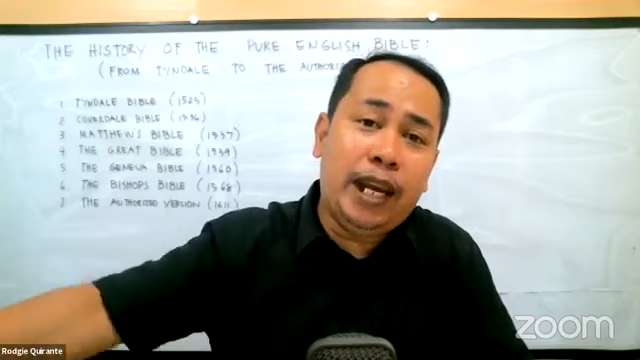 THE HISTORY OF THE PURE ENGLISH BIBLE:
(FROM TYNDALE TO THE AUTHORIZ
1 TYNDALE BIBLE (1525)
2 COVERDALE BIBLE (1536)
3 MATTHEWS BIBLE (1537)
4 THE GREAT BIBLE (1539)
5 THE GENEVA BIBLE (1560)
6 THE BISHOPS BIBLE (1568)
7 THE AUTHORIZED VERSION (1611)
zoom
Rodgie Quirante